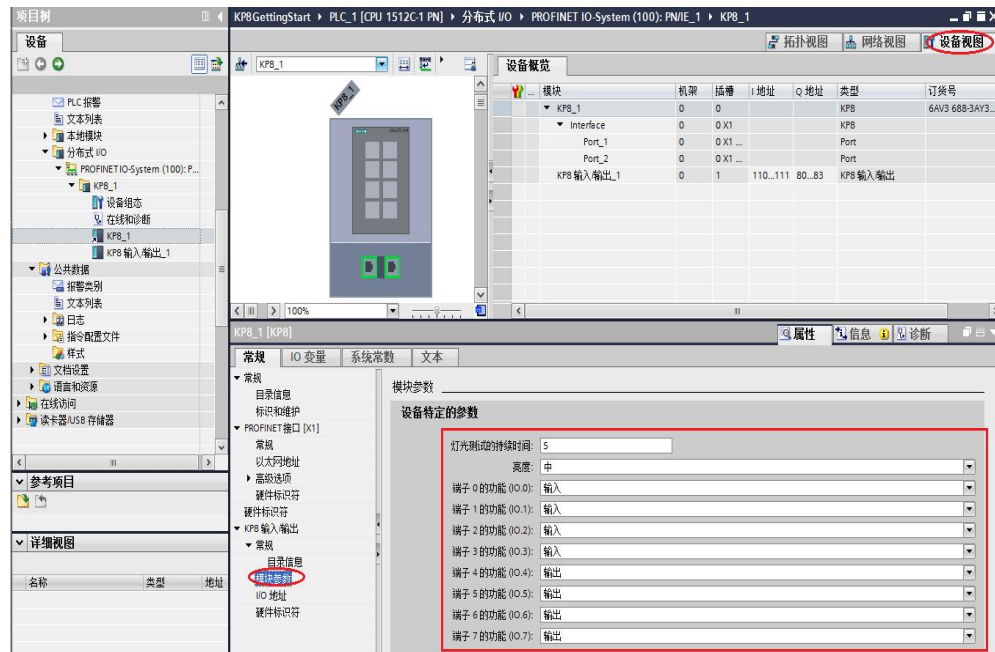 项目树
KP8GettingStart ▸ PLC_1 [CPU 1512C-1 PN] ▸ 分布式 I/O ▸ PROFINET IO-System (100): PN/IE_1 ▸ KP8_1
设备
拓扑视图 网络视图 设备视图
PLC 报警
文本列表
本地模块
分布式 I/O
PROFINET IO-System (100): P...
KP8_1
设备组态
在线和诊断
KP8_1
KP8 输入/输出_1
公共数据
报警类别
文本列表
日志
指令配置文件
样式
文档设置
语言和资源
在线访问
读卡器/USB 存储器
参考项目
详细视图
名称 类型 地址
KP8_1
KP8_1
100%
设备概览
... 模块 机架 插槽 I 地址 Q 地址 类型 订货号
KP8_1 0 0 KP8 6AV3 688-3AY3...
Interface 0 0 X1 KP8
Port_1 0 0 X1 ... Port
Port_2 0 0 X1 ... Port
KP8 输入/输出_1 0 1 110...111 80...83 KP8 输入/输出
KP8_1 [KP8]
属性 信息 诊断
常规 IO 变量 系统常数 文本
常规
目录信息
标识和维护
PROFINET 接口 [X1]
常规
以太网地址
高级选项
硬件标识符
硬件标识符
KP8 输入/输出
常规
目录信息
模块参数
I/O 地址
硬件标识符
模块参数
设备特定的参数
灯光测试的持续时间: 5
亮度: 中
端子 0 的功能 (IO.0): 输入
端子 1 的功能 (IO.1): 输入
端子 2 的功能 (IO.2): 输入
端子 3 的功能 (IO.3): 输入
端子 4 的功能 (IO.4): 输出
端子 5 的功能 (IO.5): 输出
端子 6 的功能 (IO.6): 输出
端子 7 的功能 (IO.7): 输出